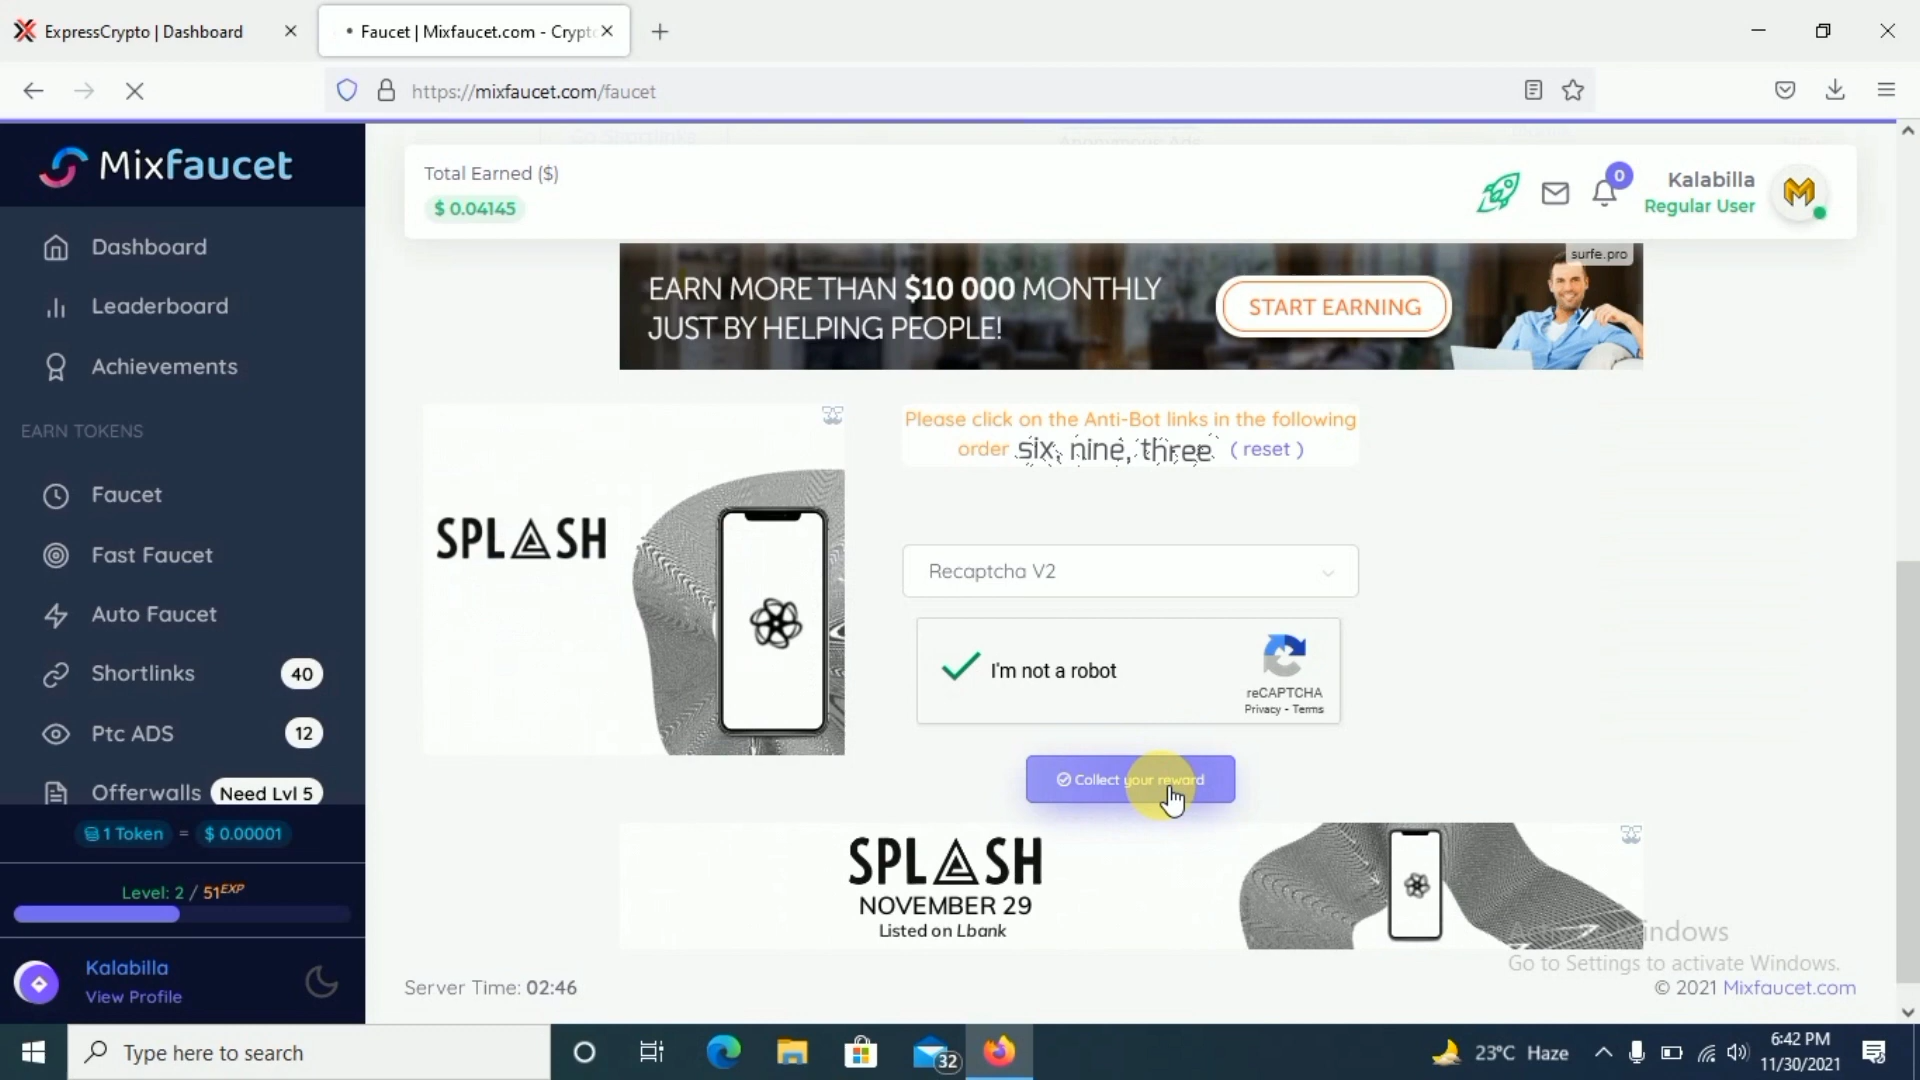 ExpressCrypto | Dashboard
Faucet | Mixfaucet.com - Crypto
https://mixfaucet.com/faucet
Mixfaucet
Dashboard
Leaderboard
Achievements
EARN TOKENS
Faucet
Fast Faucet
Auto Faucet
Shortlinks 40
Ptc ADS 12
Offerwalls Need Lvl 5
1 Token = $ 0.00001
Level: 2 / 51EXP
Kalabilla
View Profile
Total Earned ($)
$ 0.04145
0
Kalabilla
Regular User
surfe.pro
EARN MORE THAN $10 000 MONTHLY
JUST BY HELPING PEOPLE!
START EARNING
Please click on the Anti-Bot links in the following
order six, nine, three ( reset )
SPLASH
Recaptcha V2
I'm not a robot
reCAPTCHA
Privacy - Terms
Collect your reward
SPLASH
NOVEMBER 29
Listed on Lbank
Windows
Go to Settings to activate Windows.
Server Time: 02:46
© 2021 Mixfaucet.com
Type here to search
32
23°C Haze
6:42 PM
11/30/2021